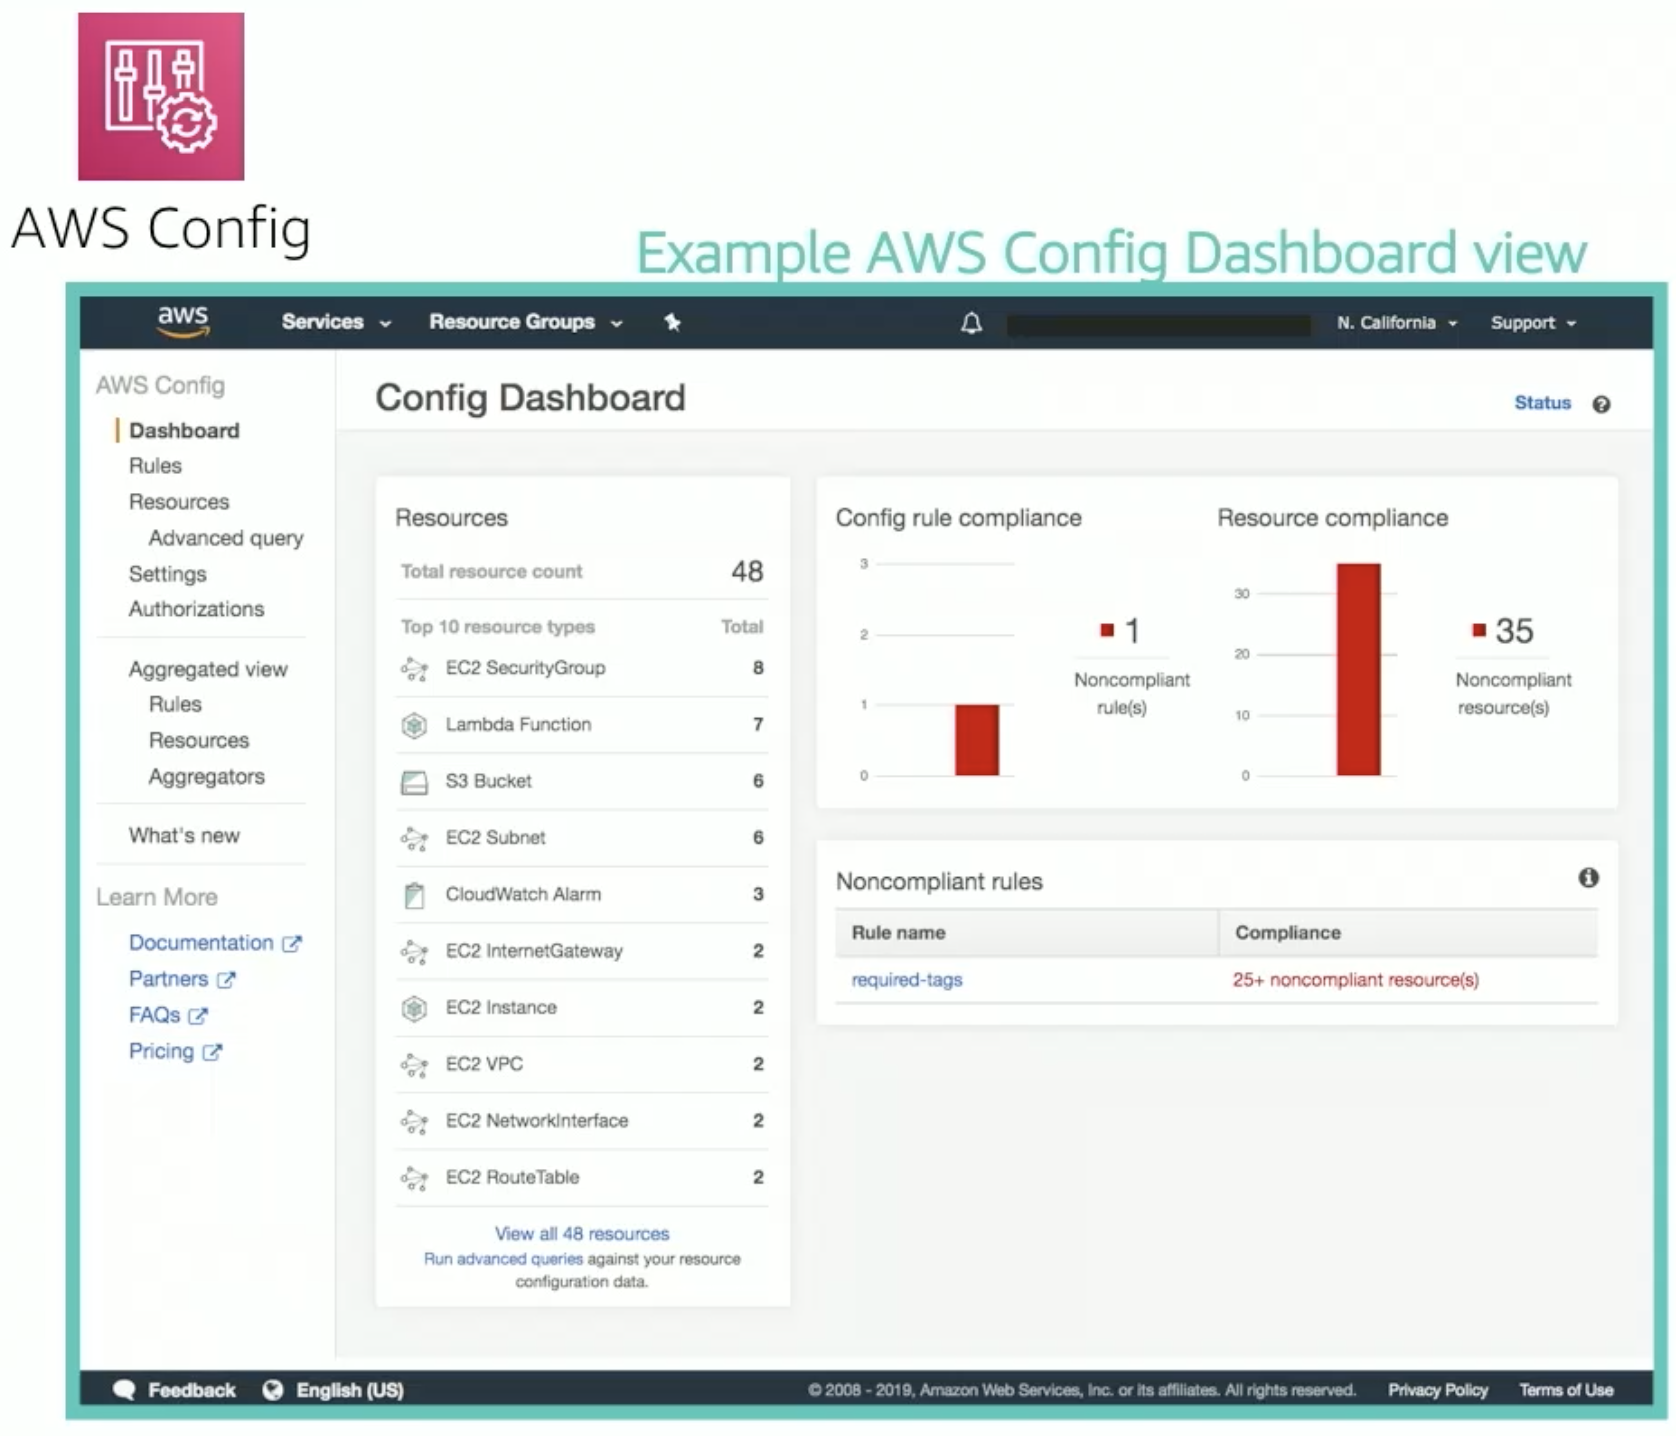 AWS Config
Example AWS Config Dashboard view
aws
Services
Resource Groups
N. California
Support
AWS Config
Dashboard
Rules
Resources
Advanced query
Settings
Authorizations
Aggregated view
Rules
Resources
Aggregators
What's new
Learn More
Documentation
Partners
FAQs
Pricing
Config Dashboard
Status
Resources
Total resource count 48
Top 10 resource types Total
EC2 SecurityGroup 8
Lambda Function 7
S3 Bucket 6
EC2 Subnet 6
CloudWatch Alarm 3
EC2 InternetGateway 2
EC2 Instance 2
EC2 VPC 2
EC2 NetworkInterface 2
EC2 RouteTable 2
View all 48 resources
Run advanced queries against your resource
configuration data.
Config rule compliance
3
2
1
0
1
Noncompliant
rule(s)
Resource compliance
30
20
10
0
35
Noncompliant
resource(s)
Noncompliant rules
Rule name Compliance
required-tags 25+ noncompliant resource(s)
Feedback
English (US)
© 2008 - 2019, Amazon Web Services, Inc. or its affiliates. All rights reserved.
Privacy Policy
Terms of Use